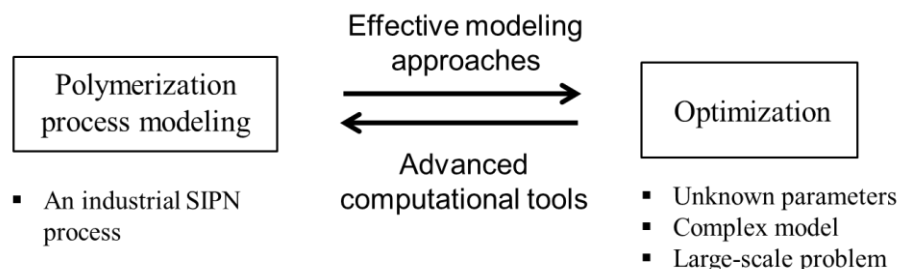 Effective modeling
approaches
Polymerization
process modeling
Optimization
Advanced
computational tools
▪ An industrial SIPN
process
▪ Unknown parameters
▪ Complex model
▪ Large-scale problem